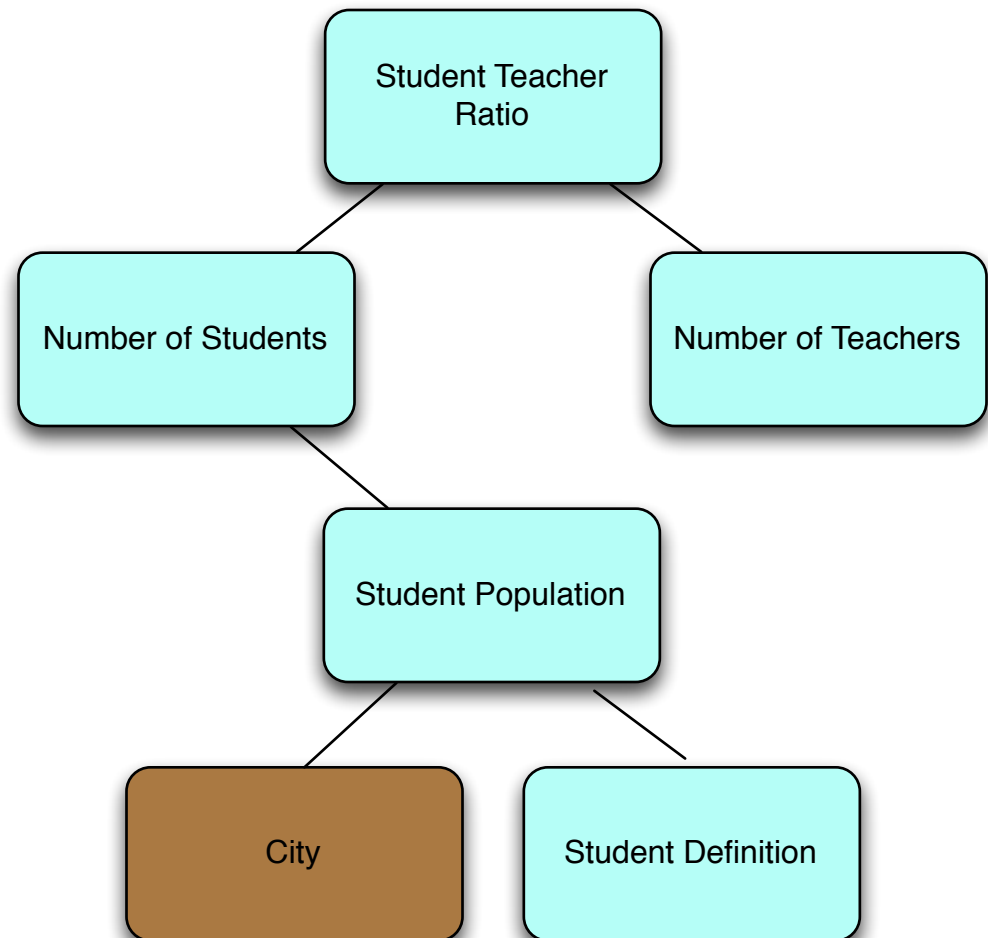 Student Teacher
Ratio
Number of Students
Number of Teachers
Student Population
City
Student Definition